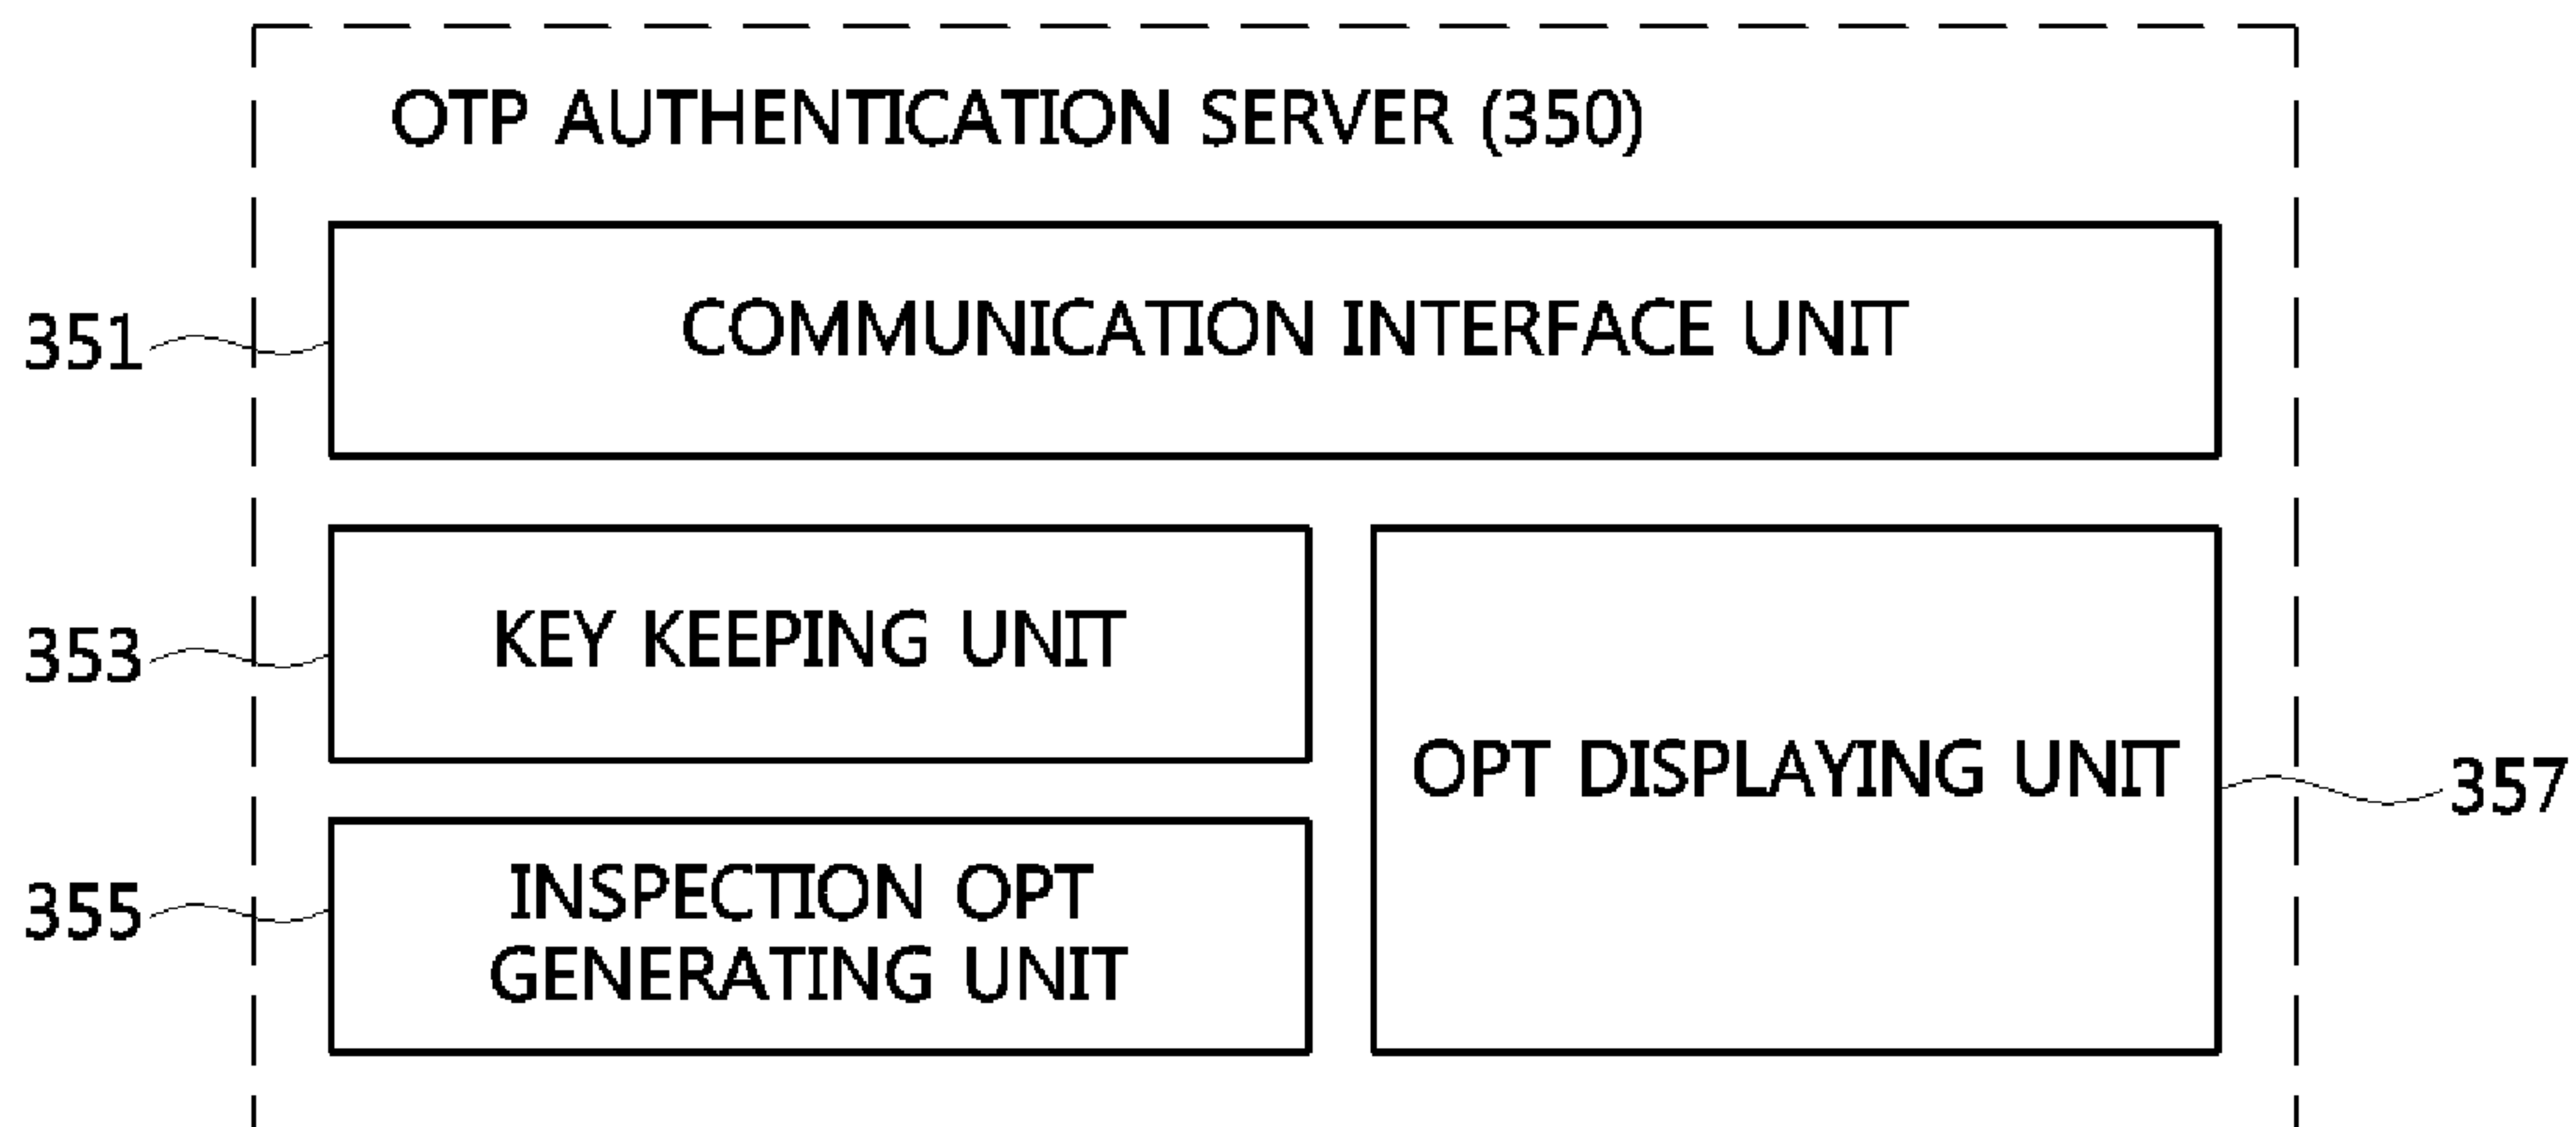 OTP AUTHENTICATION SERVER (350)
351
COMMUNICATION INTERFACE UNIT
353
KEY KEEPING UNIT
OPT DISPLAYING UNIT
357
355
INSPECTION OPT
GENERATING UNIT